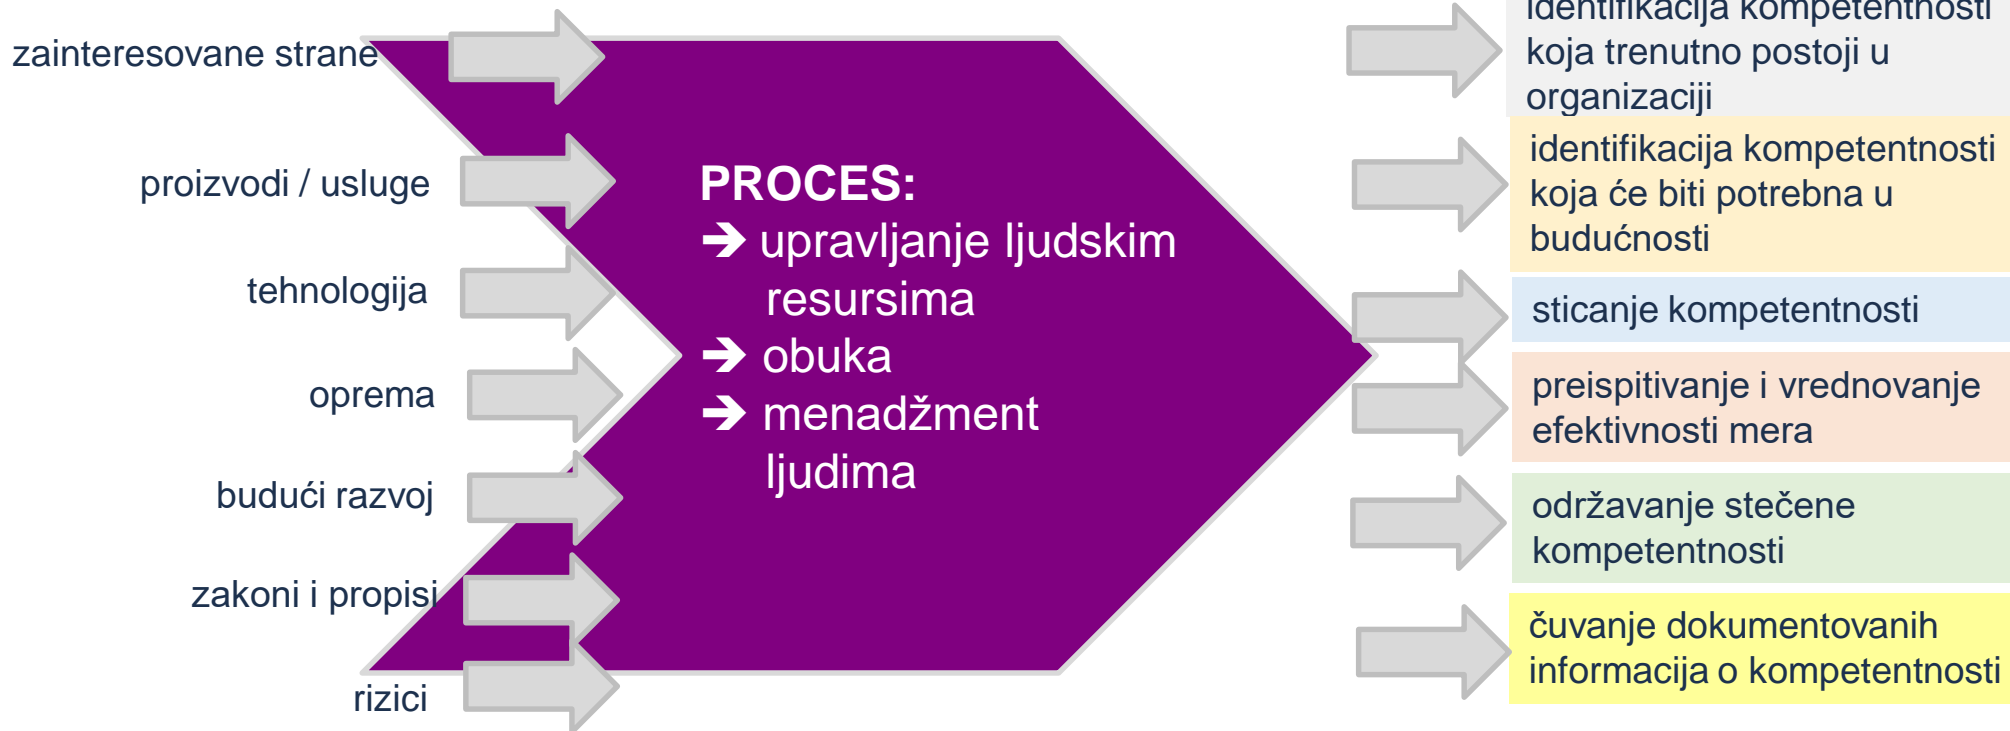 zainteresovane strane
proizvodi / usluge
tehnologija
oprema
budući razvoj
zakoni i propisi
rizici
PROCES:
➔ upravljanje ljudskim
resursima
➔ obuka
➔ menadžment
ljudima
identifikacija kompetentnosti
koja trenutno postoji u
organizaciji
identifikacija kompetentnosti
koja će biti potrebna u
budućnosti
sticanje kompetentnosti
preispitivanje i vrednovanje
efektivnosti mera
održavanje stečene
kompetentnosti
čuvanje dokumentovanih
informacija o kompetentnosti